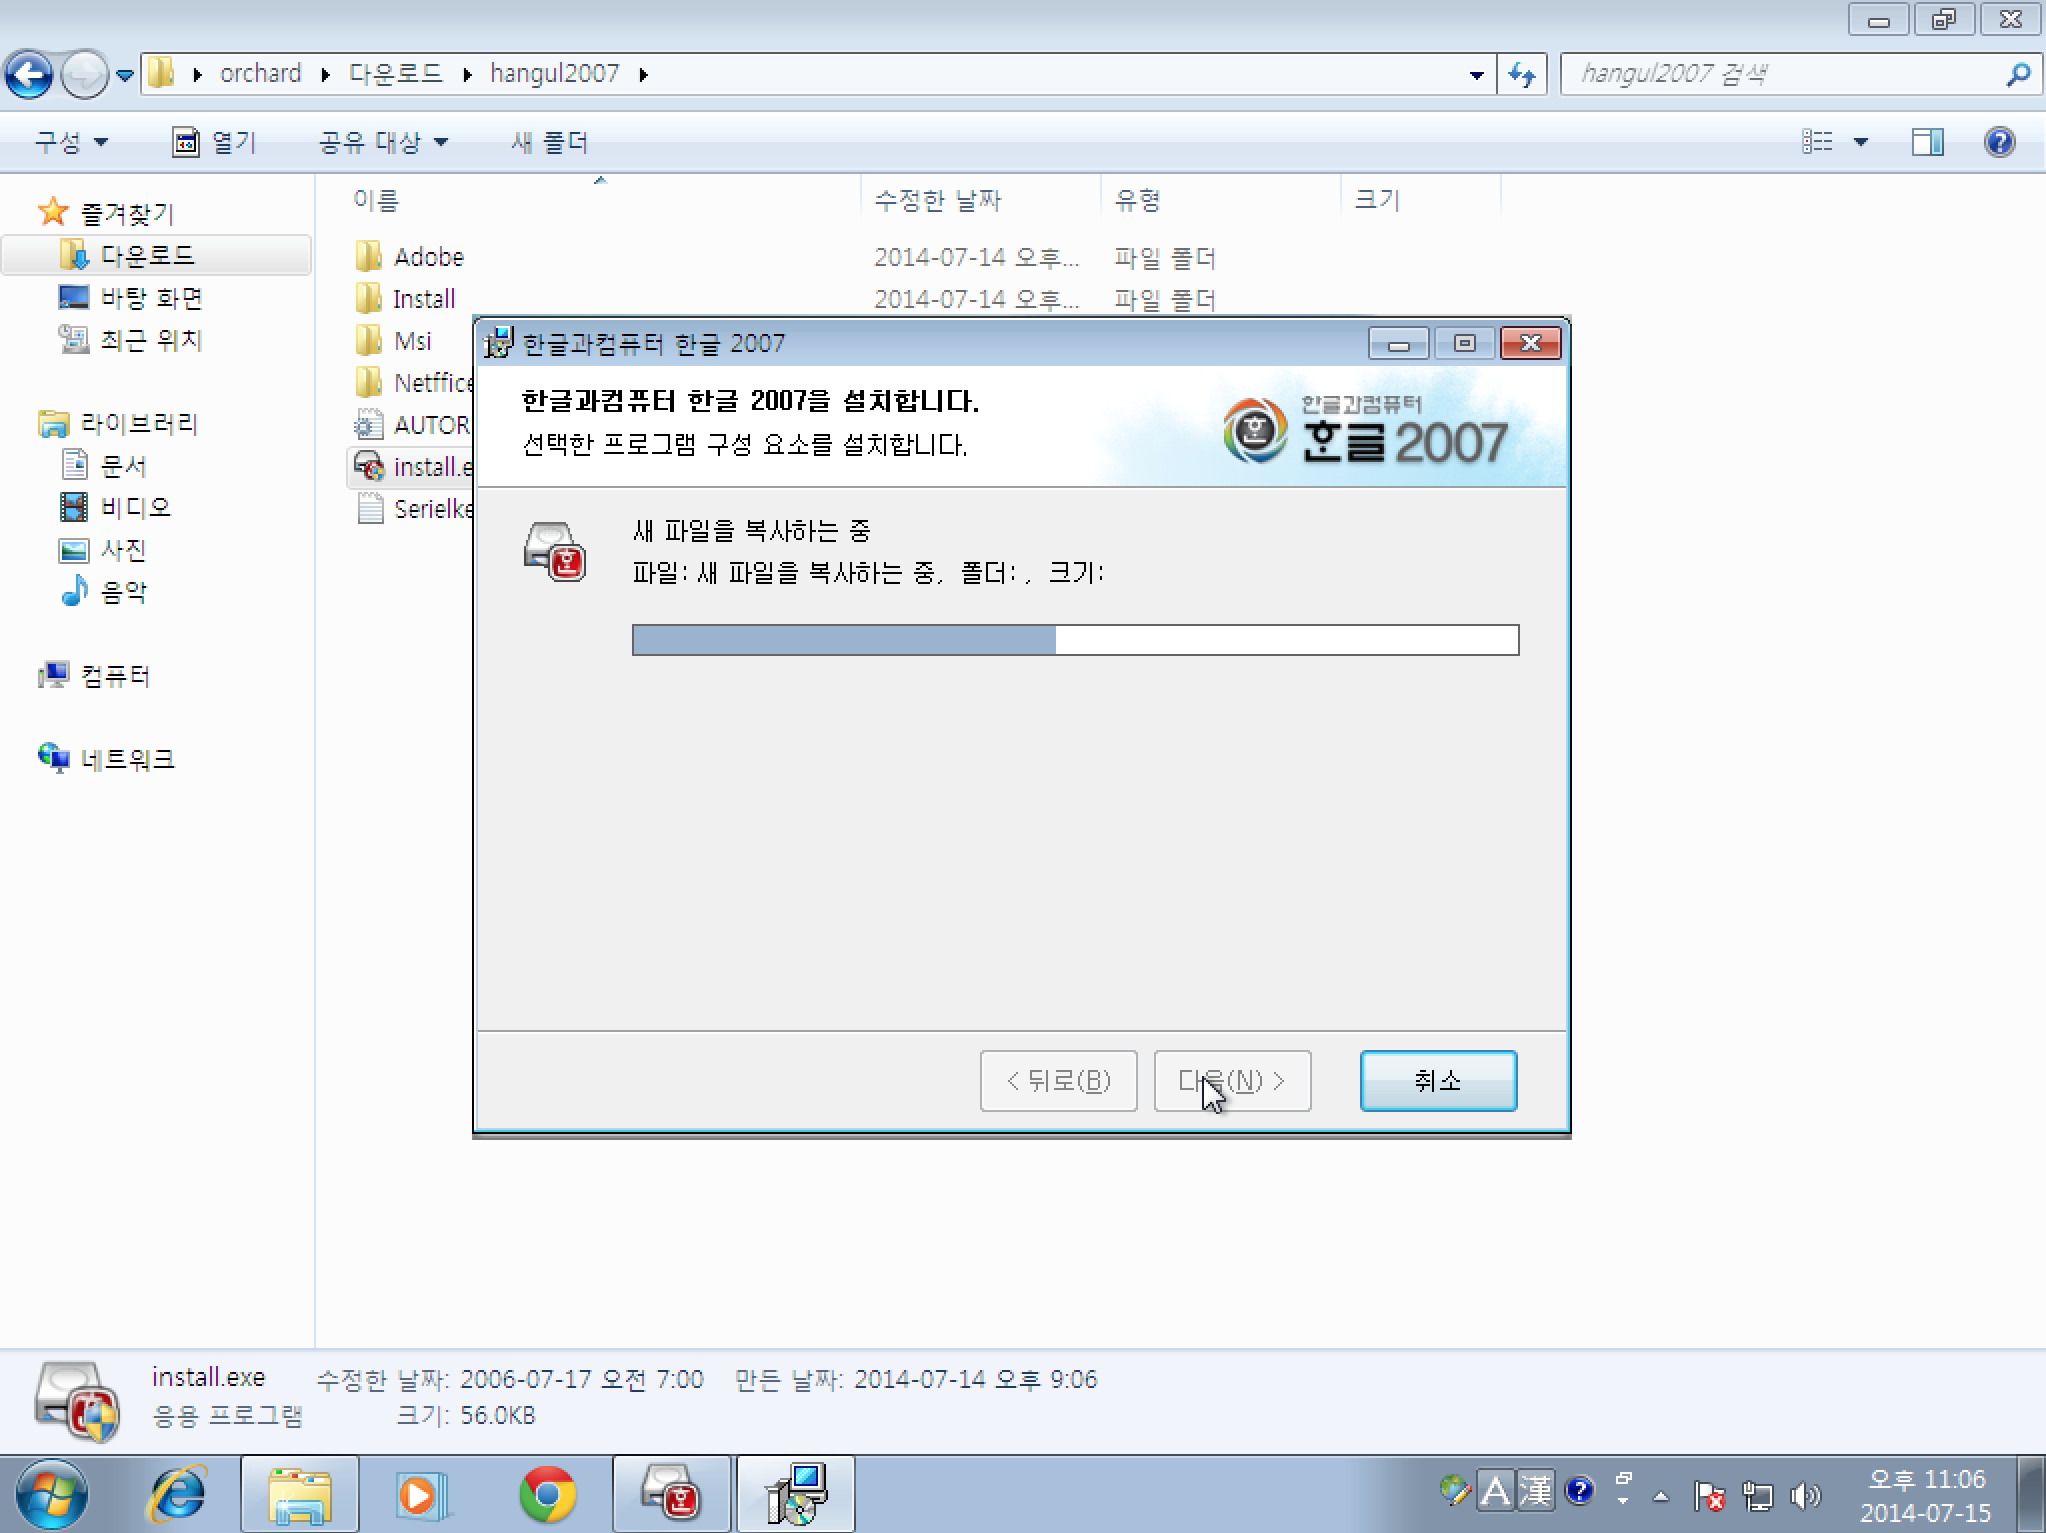 orchard 다운로드 hangul2007
hangul2007 검색
구성 열기 공유 대상 새 폴더
즐겨찾기
다운로드
바탕 화면
최근 위치
라이브러리
문서
비디오
사진
음악
컴퓨터
네트워크
이름 수정한 날짜 유형 크기
Adobe 2014-07-14 오후... 파일 폴더
Install 2014-07-14 오후... 파일 폴더
Msi
Netffice
AUTOR
install.e
Serielke
한글과컴퓨터 한글 2007
한글과컴퓨터 한글 2007을 설치합니다.
선택한 프로그램 구성 요소를 설치합니다.
한글과컴퓨터
한글 2007
새 파일을 복사하는 중
파일: 새 파일을 복사하는 중, 폴더: , 크기:
< 뒤로(B) 다음(N) > 취소
install.exe 수정한 날짜: 2006-07-17 오전 7:00 만든 날짜: 2014-07-14 오후 9:06
응용 프로그램 크기: 56.0KB
A 漢
오후 11:06
2014-07-15